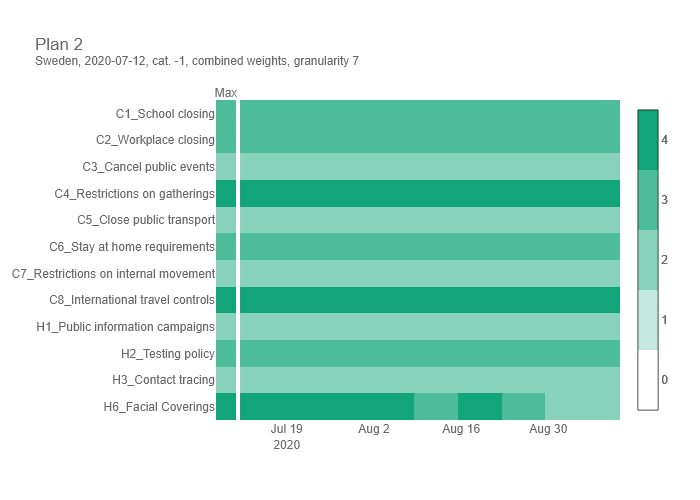 Plan 2
Sweden, 2020-07-12, cat. -1, combined weights, granularity 7
Max
C1_School closing
C2_Workplace closing
C3_Cancel public events
C4_Restrictions on gatherings
C5_Close public transport
C6_Stay at home requirements
C7_Restrictions on internal movement
C8_International travel controls
H1_Public information campaigns
H2_Testing policy
H3_Contact tracing
H6_Facial Coverings
Jul 19
2020
Aug 2
Aug 16
Aug 30
4
3
2
1
0